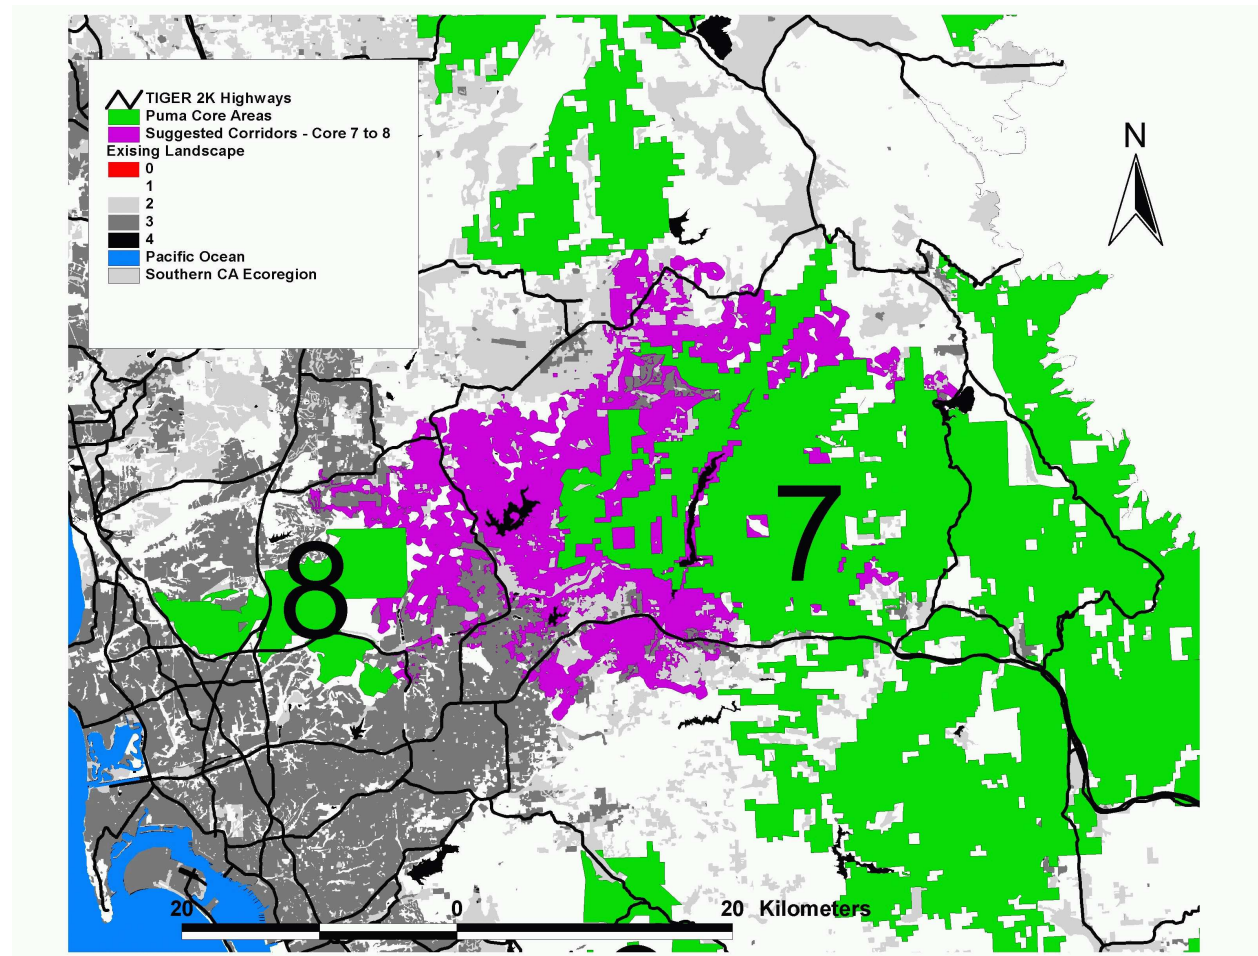 TIGER 2K Highways
Puma Core Areas
Suggested Corridors - Core 7 to 8
Exising Landscape
0
1
2
3
4
Pacific Ocean
Southern CA Ecoregion
N
7
8
20 0 20 Kilometers